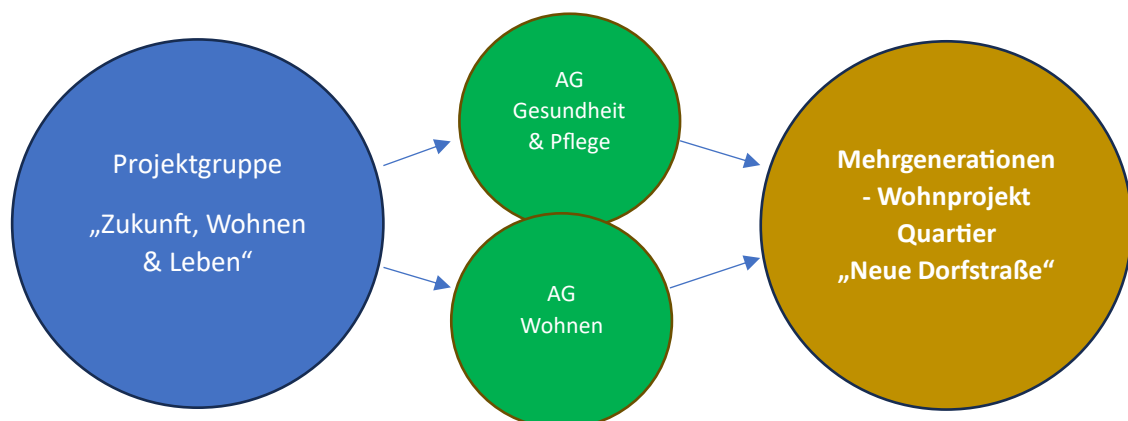 Projektgruppe
„Zukunft, Wohnen
& Leben“
AG
Gesundheit
& Pflege
AG
Wohnen
Mehrgenerationen
- Wohnprojekt
Quartier
„Neue Dorfstraße“